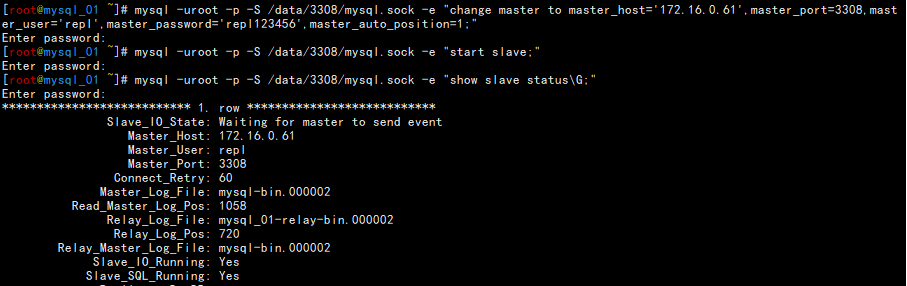 [root@mysql_01 ~]# mysql -uroot -p -S /data/3308/mysql.sock -e "change master to master_host='172.16.0.61',master_port=3308,mast
er_user='repl',master_password='repl123456',master_auto_position=1;"
Enter password:
[root@mysql_01 ~]# mysql -uroot -p -S /data/3308/mysql.sock -e "start slave;"
Enter password:
[root@mysql_01 ~]# mysql -uroot -p -S /data/3308/mysql.sock -e "show slave status\G;"
Enter password:
*************************** 1. row ***************************
Slave_IO_State: Waiting for master to send event
Master_Host: 172.16.0.61
Master_User: repl
Master_Port: 3308
Connect_Retry: 60
Master_Log_File: mysql-bin.000002
Read_Master_Log_Pos: 1058
Relay_Log_File: mysql_01-relay-bin.000002
Relay_Log_Pos: 720
Relay_Master_Log_File: mysql-bin.000002
Slave_IO_Running: Yes
Slave_SQL_Running: Yes